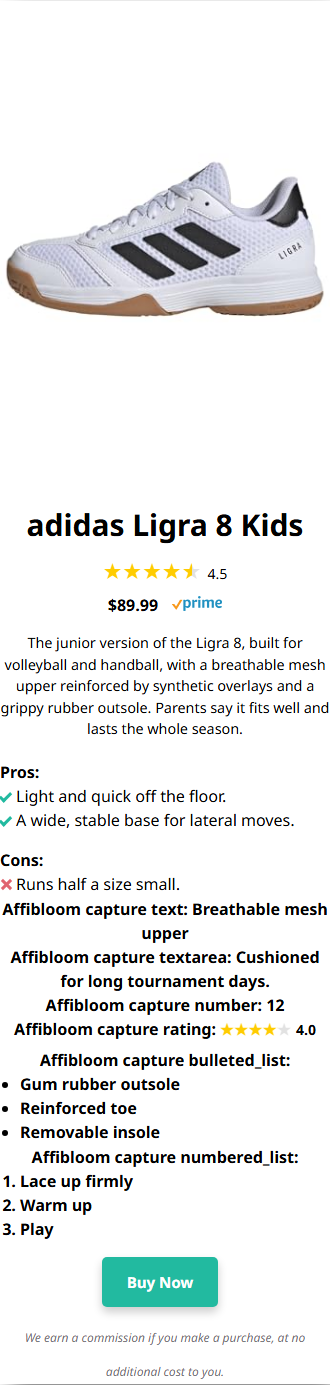 LIGRA
adidas Ligra 8 Kids
4.5
$89.99 prime
The junior version of the Ligra 8, built for
volleyball and handball, with a breathable mesh
upper reinforced by synthetic overlays and a
grippy rubber outsole. Parents say it fits well and
lasts the whole season.
Pros:
Light and quick off the floor.
A wide, stable base for lateral moves.
Cons:
Runs half a size small.
Affibloom capture text: Breathable mesh
upper
Affibloom capture textarea: Cushioned
for long tournament days.
Affibloom capture number: 12
Affibloom capture rating: 4.0
Affibloom capture bulleted_list:
• Gum rubber outsole
• Reinforced toe
• Removable insole
Affibloom capture numbered_list:
1. Lace up firmly
2. Warm up
3. Play
Buy Now
We earn a commission if you make a purchase, at no
additional cost to you.